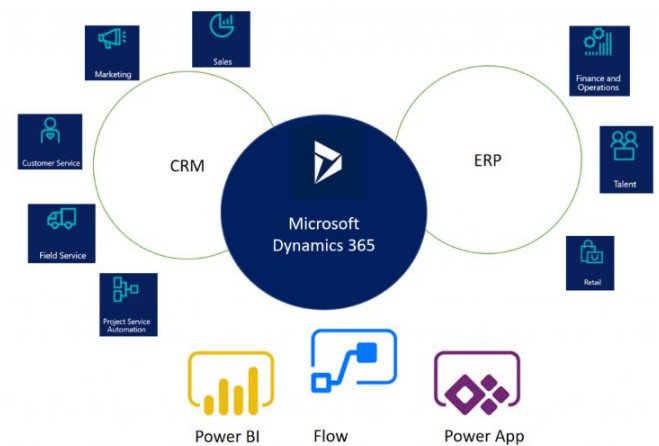 Marketing
Sales
Finance and
Operations
Customer Service
CRM
ERP
Talent
Microsoft
Dynamics 365
Field Service
Retail
Project Service
Automation
Power BI
Flow
Power App